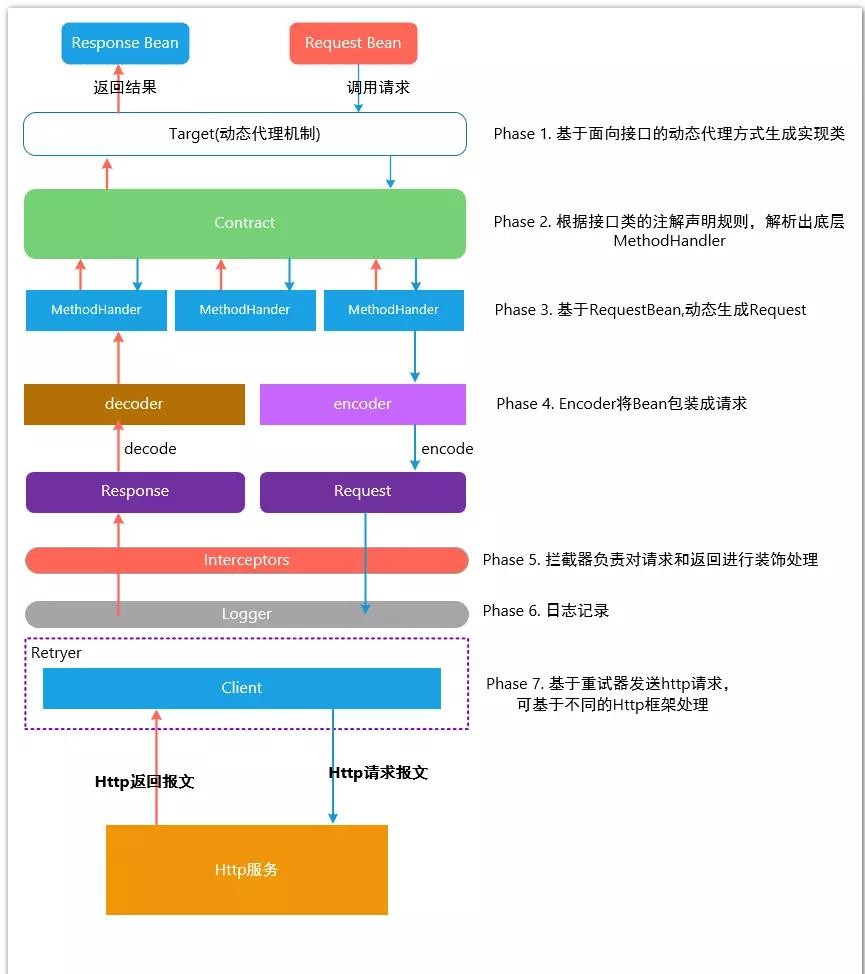 Response Bean
Request Bean
返回结果
调用请求
Target(动态代理机制)
Phase 1. 基于面向接口的动态代理方式生成实现类
Contract
Phase 2. 根据接口类的注解声明规则，解析出底层
MethodHandler
MethodHander
MethodHander
MethodHander
Phase 3. 基于RequestBean,动态生成Request
decoder
encoder
Phase 4. Encoder将Bean包装成请求
decode
encode
Response
Request
Interceptors
Phase 5. 拦截器负责对请求和返回进行装饰处理
Logger
Phase 6. 日志记录
Retryer
Client
Phase 7. 基于重试器发送http请求，
可基于不同的Http框架处理
Http返回报文
Http请求报文
Http服务